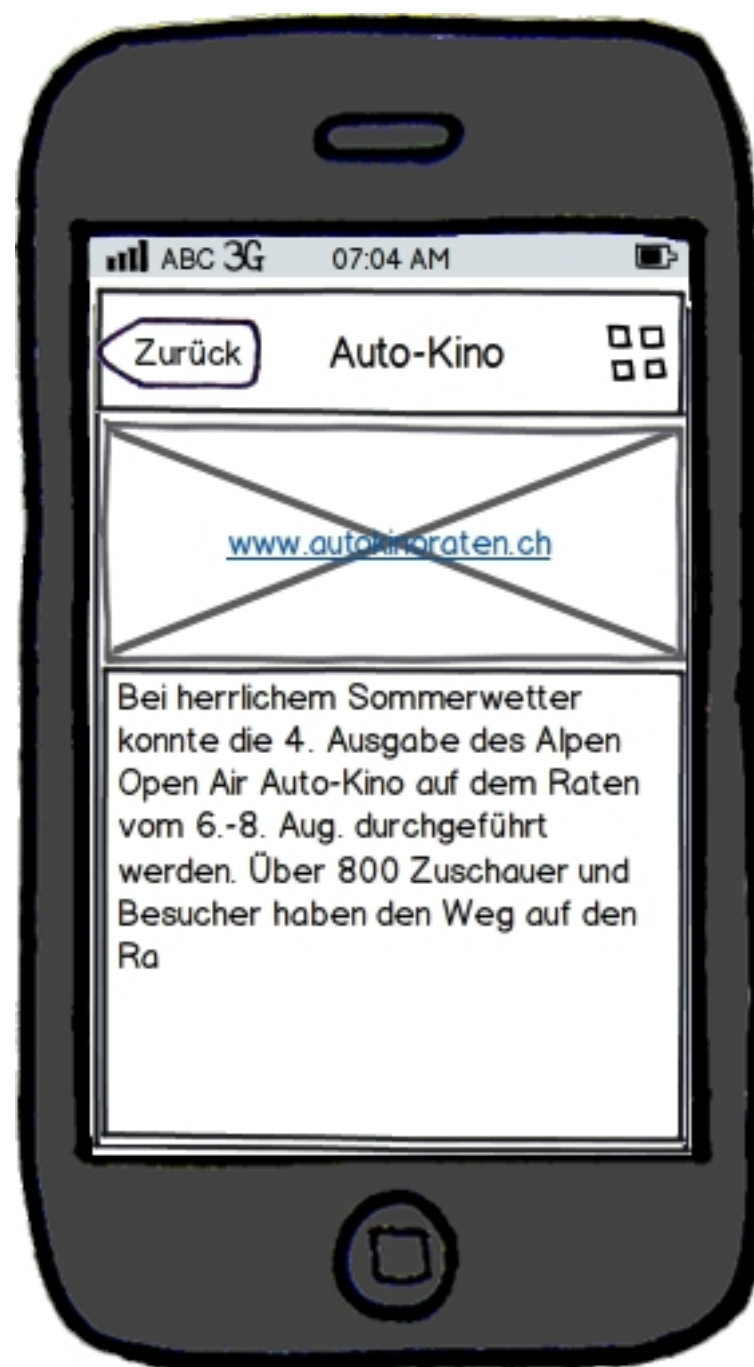 ABC 3G 07:04 AM
Zurück Auto-Kino
www.autokinoraten.ch
Bei herrlichem Sommerwetter
konnte die 4. Ausgabe des Alpen
Open Air Auto-Kino auf dem Raten
vom 6.-8. Aug. durchgeführt
werden. Über 800 Zuschauer und
Besucher haben den Weg auf den
Ra